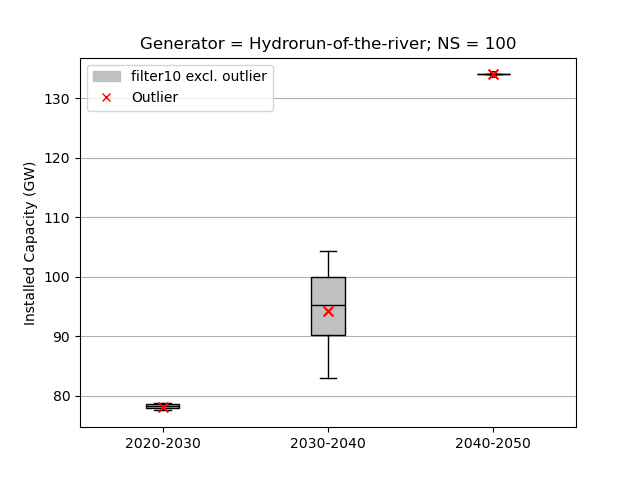 Generator = Hydrorun-of-the-river; NS = 100
filter10 excl. outlier
Outlier
Installed Capacity (GW)
130
120
110
100
90
80
2020-2030
2030-2040
2040-2050